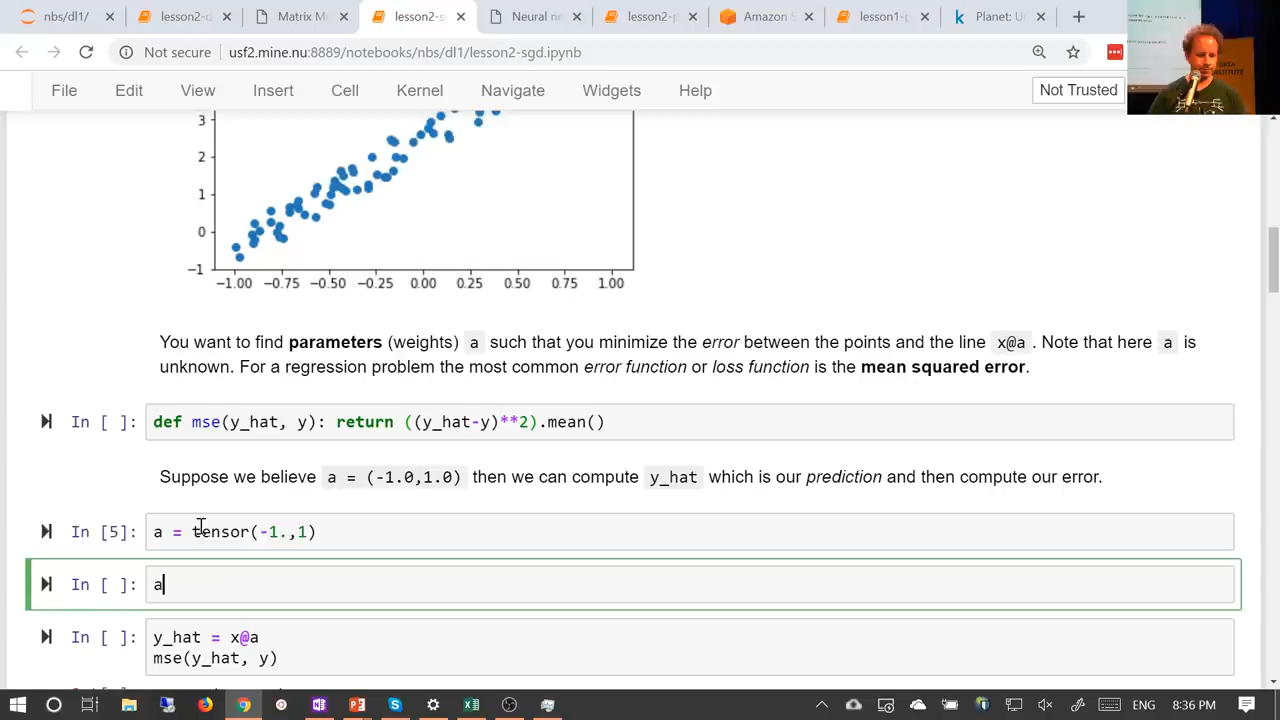 nbs/dl1/
lesson2-d
Matrix M
lesson2-s
Neural ne
lesson2-p
Amazon S
lesson1-p
Planet: U
Not secure
usf2.mine.nu:8889/notebooks/nbs/dl1/lesson2-sgd.ipynb
File Edit View Insert Cell Kernel Navigate Widgets Help
Not Trusted
3
2
1
0
−1
−1.00 −0.75 −0.50 −0.25 0.00 0.25 0.50 0.75 1.00
You want to find parameters (weights) a such that you minimize the error between the points and the line x@a . Note that here a is
unknown. For a regression problem the most common error function or loss function is the mean squared error.
In [ ]: def mse(y_hat, y): return ((y_hat-y)**2).mean()
Suppose we believe a = (-1.0,1.0) then we can compute y_hat which is our prediction and then compute our error.
In [5]: a = tensor(-1.,1)
In [ ]: a
In [ ]: y_hat = x@a
mse(y_hat, y)
ENG
8:36 PM